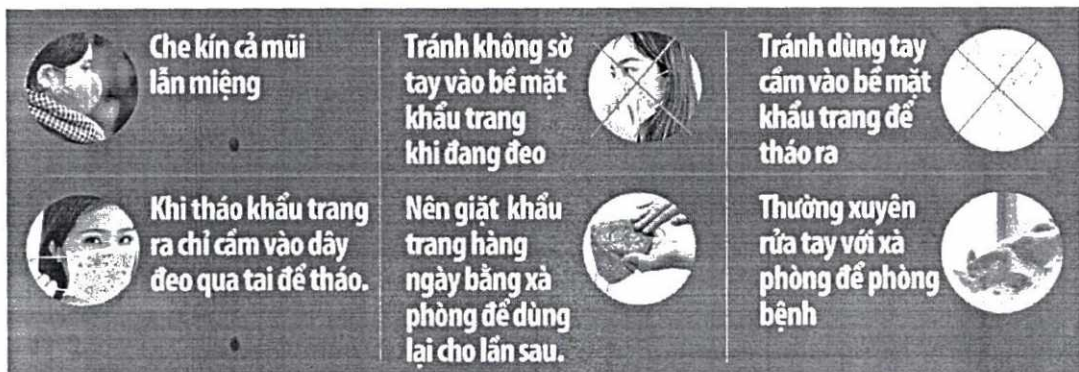 Che kín cả mũi
lẫn miệng
Tránh không sờ
tay vào bề mặt
khẩu trang
khi đang đeo
Tránh dùng tay
cầm vào bề mặt
khẩu trang để
tháo ra
Khi tháo khẩu trang
ra chỉ cầm vào dây
đeo qua tai để tháo.
Nên giặt khẩu
trang hàng
ngày bằng xà
phòng để dùng
lại cho lần sau.
Thường xuyên
rửa tay với xà
phòng để phòng
bệnh